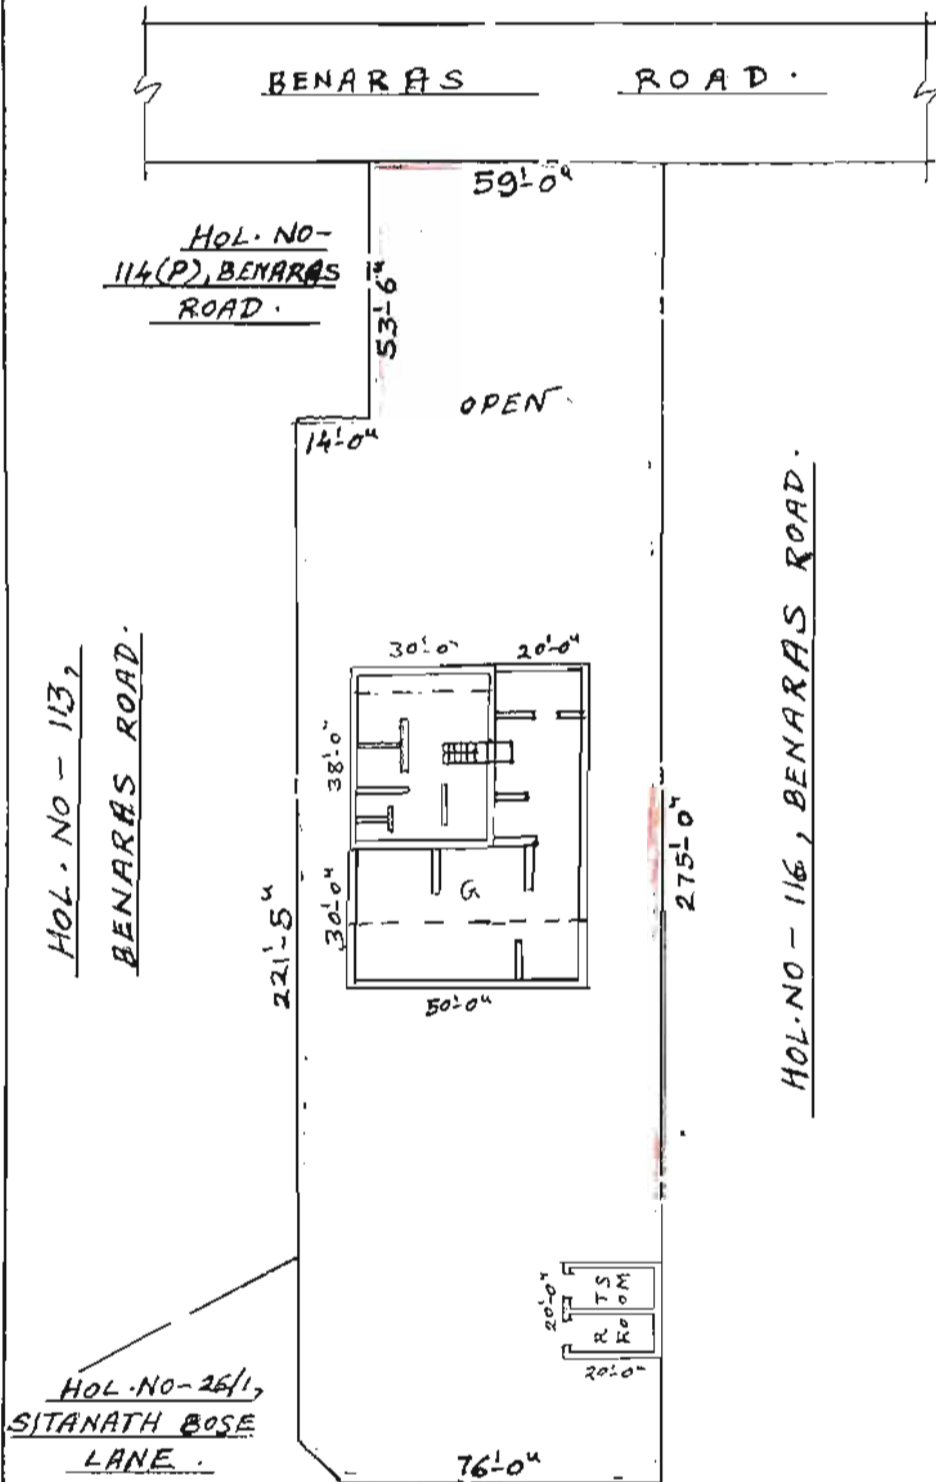 BENARAS ROAD.
59'-0"
HOL. NO-
114(P), BENARAS
ROAD.
53'-6"
OPEN
14'-0"
30'-0"
20'-0"
38'-0"
HOL. NO - 113,
BENARAS ROAD.
HOL. NO - 116, BENARAS ROAD.
275'-0"
221'-5"
30'-0"
G
50'-0"
20'-0"
TS
R
ROOM
20'-0"
HOL. NO-26/1,
SITANATH BOSE
LANE.
76'-0"